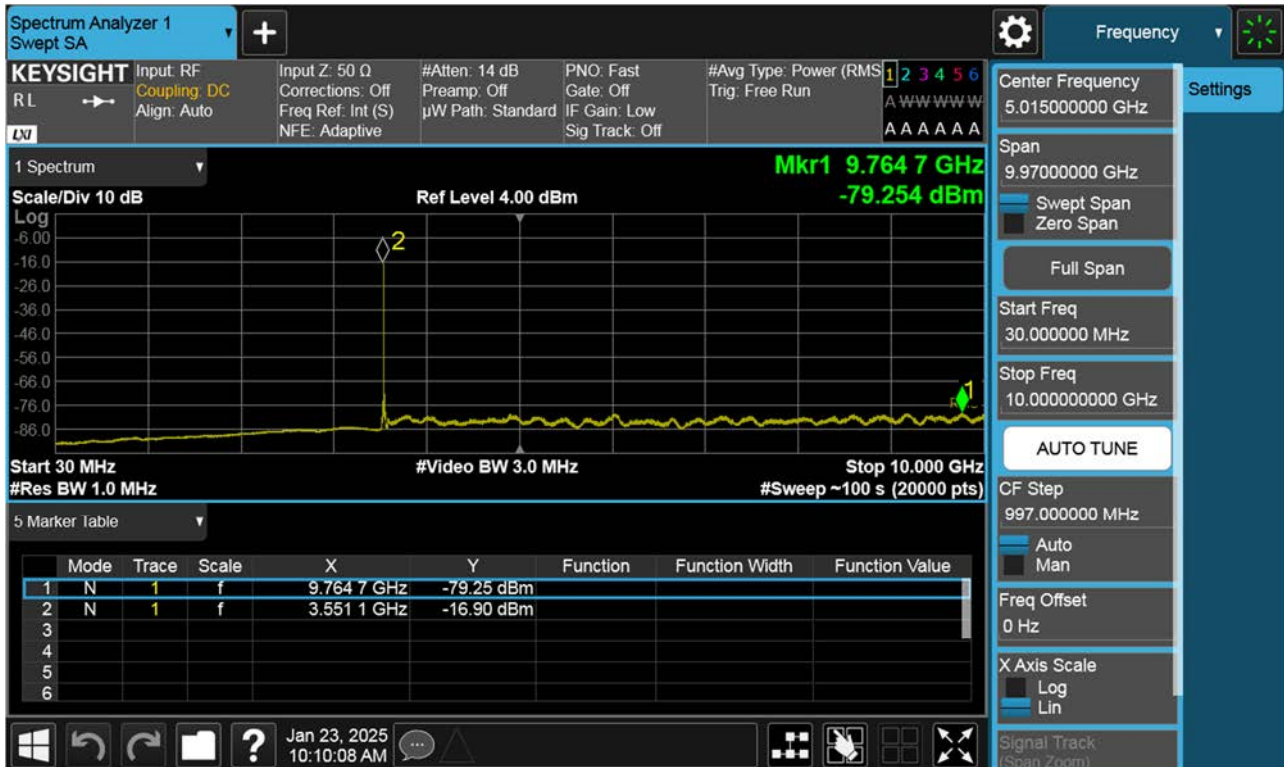 Spectrum Analyzer 1
Swept SA
+
Frequency
KEYSIGHT
RL
LXI
Input: RF
Coupling: DC
Align: Auto
Input Z: 50 Ω
Corrections: Off
Freq Ref: Int (S)
NFE: Adaptive
#Atten: 14 dB
Preamp: Off
µW Path: Standard
PNO: Fast
Gate: Off
IF Gain: Low
Sig Track: Off
#Avg Type: Power (RMS
Trig: Free Run
1 2 3 4 5 6
A W W W W W
A A A A A A
1 Spectrum
Mkr1 9.764 7 GHz
-79.254 dBm
Scale/Div 10 dB
Ref Level 4.00 dBm
Log
-6.00
-16.0
-26.0
-36.0
-46.0
-56.0
-66.0
-76.0
-86.0
2
1
Start 30 MHz
#Video BW 3.0 MHz
Stop 10.000 GHz
#Res BW 1.0 MHz
#Sweep ~100 s (20000 pts)
5 Marker Table
Mode Trace Scale X Y Function Function Width Function Value
1 N 1 f 9.764 7 GHz -79.25 dBm
2 N 1 f 3.551 1 GHz -16.90 dBm
3
4
5
6
?
Jan 23, 2025
10:10:08 AM
Center Frequency
5.015000000 GHz
Settings
Span
9.97000000 GHz
Swept Span
Zero Span
Full Span
Start Freq
30.000000 MHz
Stop Freq
10.000000000 GHz
AUTO TUNE
CF Step
997.000000 MHz
Auto
Man
Freq Offset
0 Hz
X Axis Scale
Log
Lin
Signal Track
(Span Zoom)